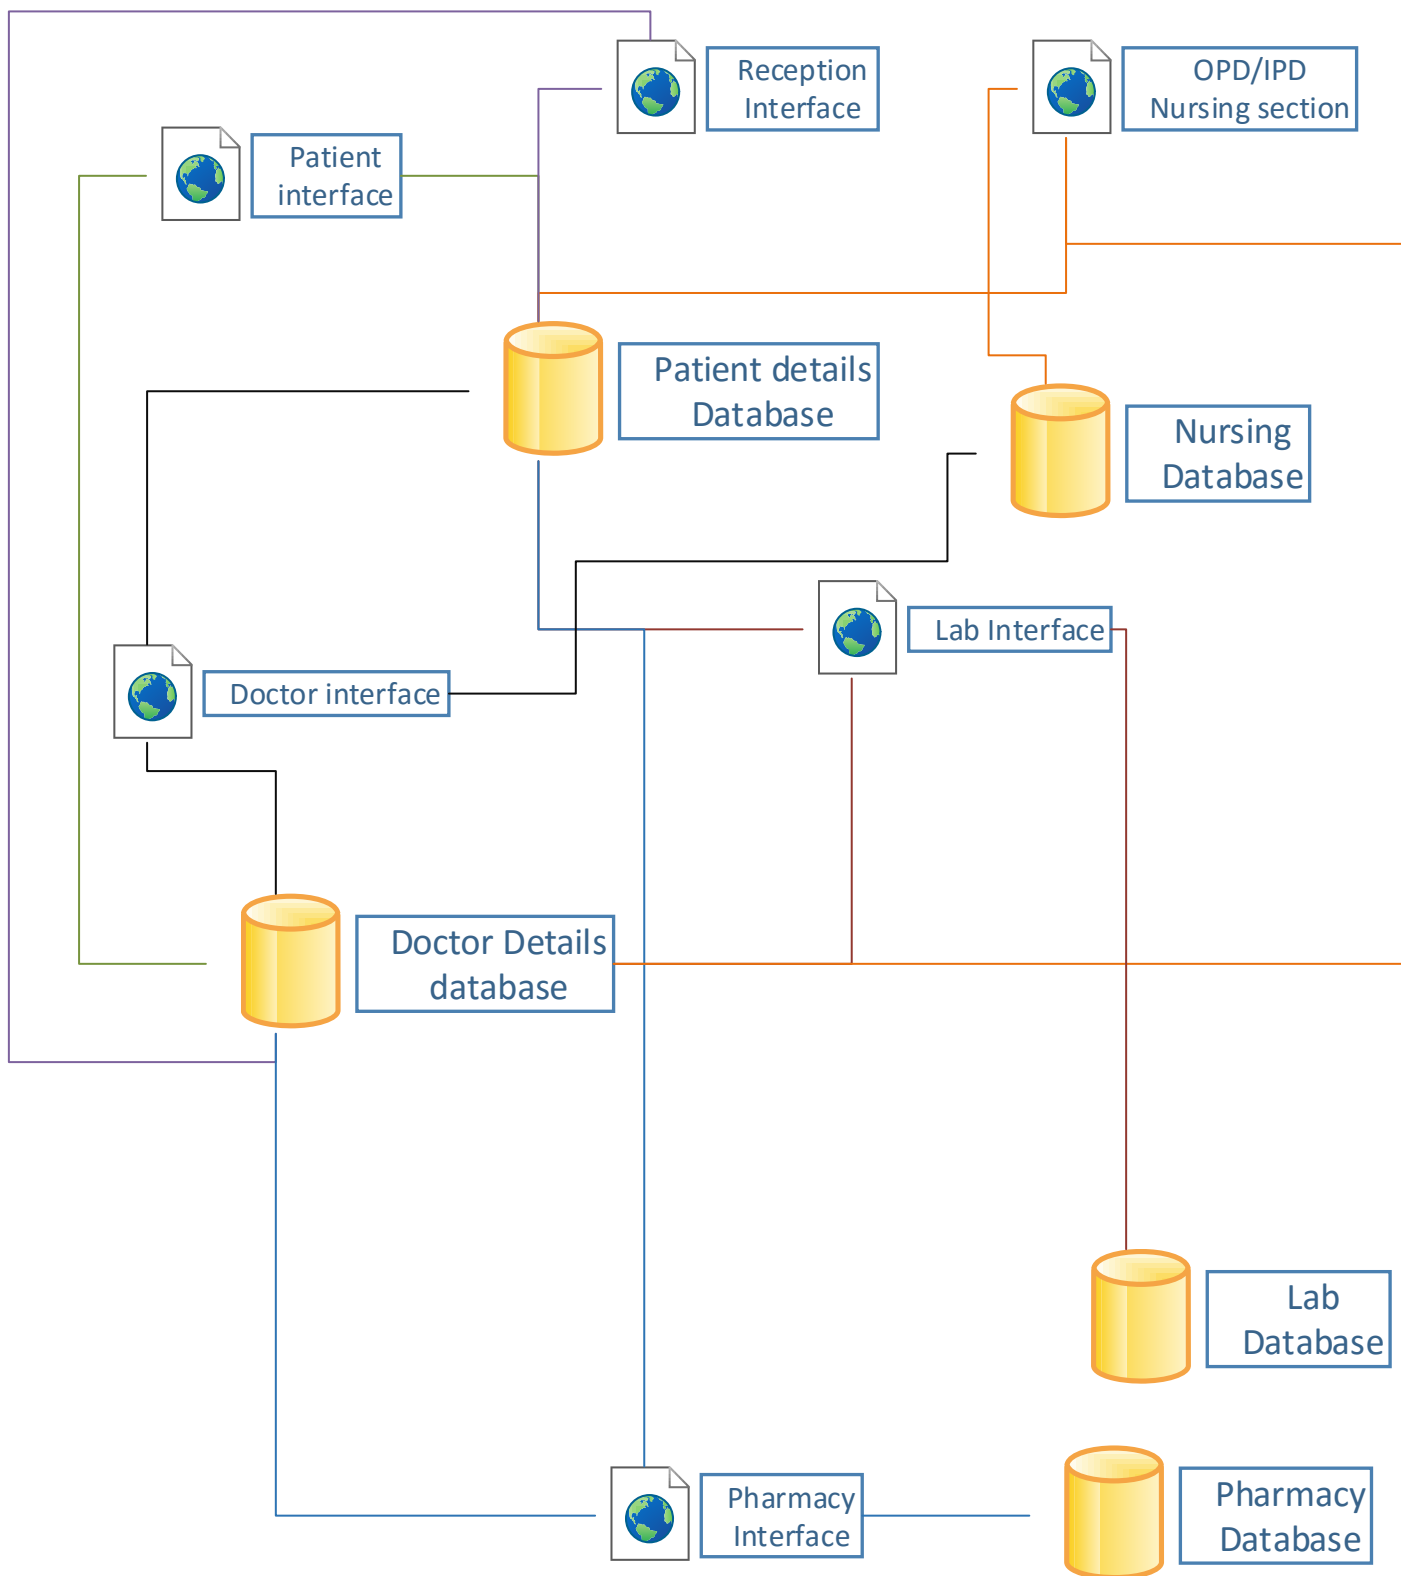 Reception
Interface
OPD/IPD
Nursing section
Patient
interface
Patient details
Database
Nursing
Database
Lab Interface
Doctor interface
Doctor Details
database
Lab
Database
Pharmacy
Interface
Pharmacy
Database